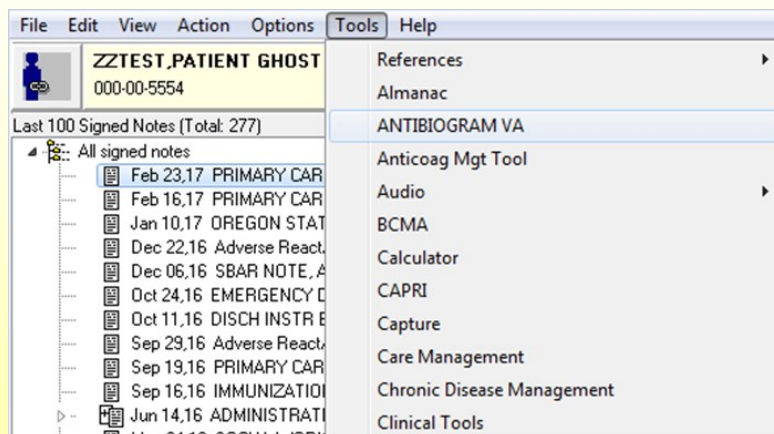 File Edit View Action Options Tools Help
ZZTEST,PATIENT GHOST
000-00-5554
Last 100 Signed Notes (Total: 277)
All signed notes
Feb 23,17 PRIMARY CAR
Feb 16,17 PRIMARY CAR
Jan 10,17 OREGON STAT
Dec 22,16 Adverse React
Dec 06,16 SBAR NOTE, A
Oct 24,16 EMERGENCY D
Oct 11,16 DISCH INSTR E
Sep 29,16 Adverse React
Sep 19,16 PRIMARY CAR
Sep 16,16 IMMUNIZATIO
Jun 14,16 ADMINISTRATI
References
Almanac
ANTIBIOGRAM VA
Anticoag Mgt Tool
Audio
BCMA
Calculator
CAPRI
Capture
Care Management
Chronic Disease Management
Clinical Tools